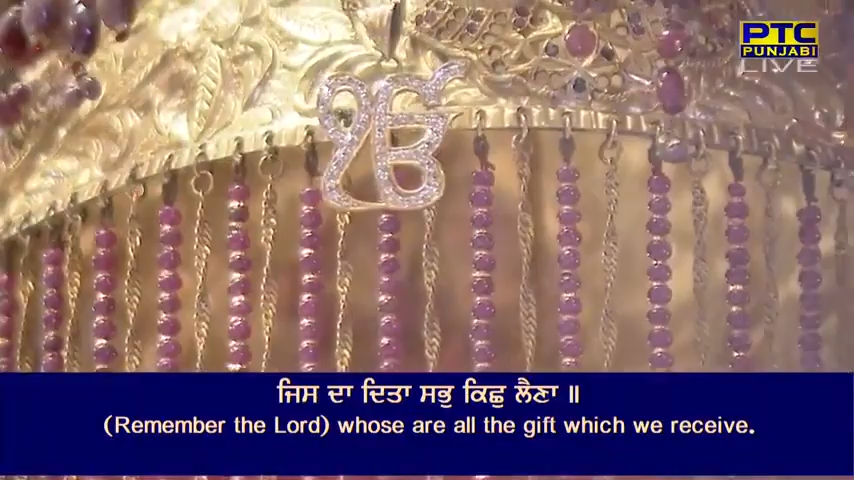 PTC
PUNJABI
LIVE
ੴ
ਜਿਸ ਦਾ ਦਿਤਾ ਸਭੁ ਕਿਛੁ ਲੈਣਾ ॥
(Remember the Lord) whose are all the gift which we receive.